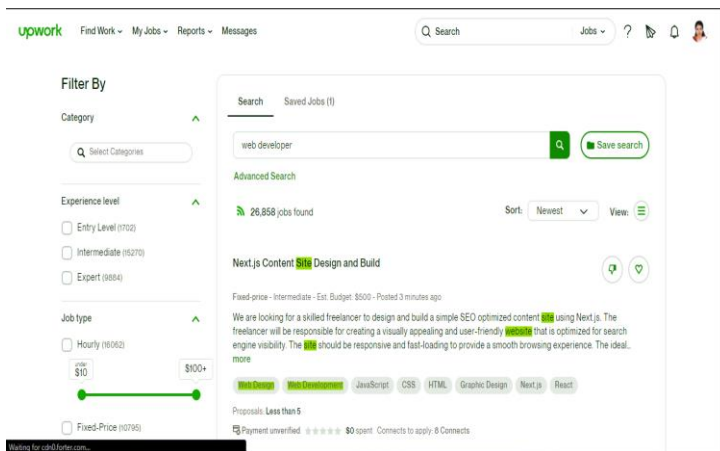 upwork Find Work My Jobs Reports Messages Search Jobs ?
Filter By
Category
Select Categories
Experience level
Entry Level (1702)
Intermediate (15270)
Expert (9884)
Job type
Hourly (16062)
under
$10
$100+
Fixed-Price (10795)
Search Saved Jobs (1)
web developer
Save search
Advanced Search
26,858 jobs found
Sort: Newest View:
Next.js Content Site Design and Build
Fixed-price - Intermediate - Est. Budget: $500 - Posted 3 minutes ago
We are looking for a skilled freelancer to design and build a simple SEO optimized content site using Next.js. The
freelancer will be responsible for creating a visually appealing and user-friendly website that is optimized for search
engine visibility. The site should be responsive and fast-loading to provide a smooth browsing experience. The ideal...
more
Web Design Web Development JavaScript CSS HTML Graphic Design Next.js React
Proposals: Less than 5
Payment unverified $0 spent Connects to apply: 8 Connects
Waiting for cdn0.forter.com...